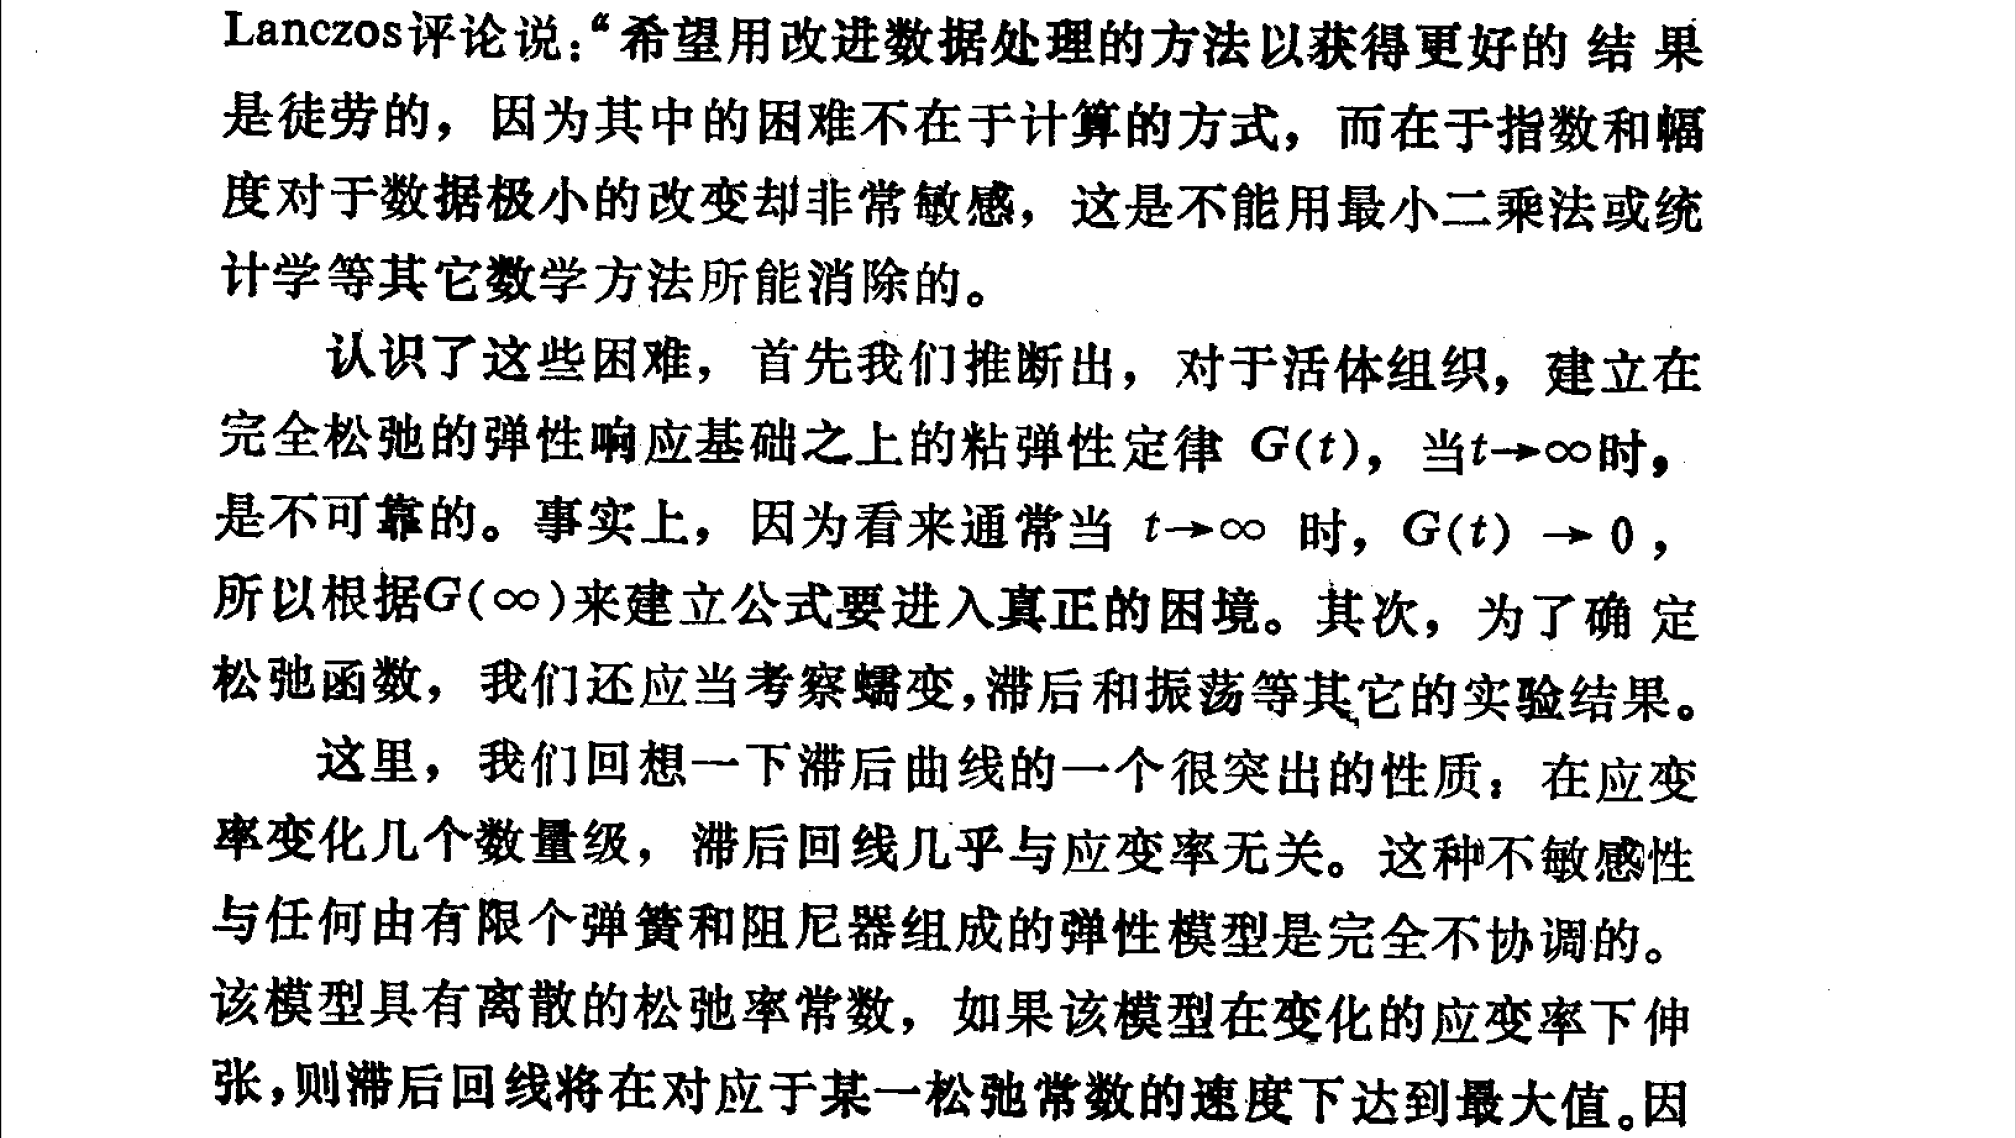 Lanczos评论说：“希望用改进数据处理的方法以获得更好的结果
是徒劳的，因为其中的困难不在于计算的方式，而在于指数和幅
度对于数据极小的改变却非常敏感，这是不能用最小二乘法或统
计学等其它数学方法所能消除的。
认识了这些困难，首先我们推断出，对于活体组织，建立在
完全松弛的弹性响应基础之上的粘弹性定律 G(t)，当t→∞时，
是不可靠的。事实上，因为看来通常当 t→∞ 时，G(t) → 0，
所以根据G(∞)来建立公式要进入真正的困境。其次，为了确定
松弛函数，我们还应当考察蠕变，滞后和振荡等其它的实验结果。
这里，我们回想一下滞后曲线的一个很突出的性质：在应变
率变化几个数量级，滞后回线几乎与应变率无关。这种不敏感性
与任何由有限个弹簧和阻尼器组成的弹性模型是完全不协调的。
该模型具有离散的松弛率常数，如果该模型在变化的应变率下伸
张，则滞后回线将在对应于某一松弛常数的速度下达到最大值。因